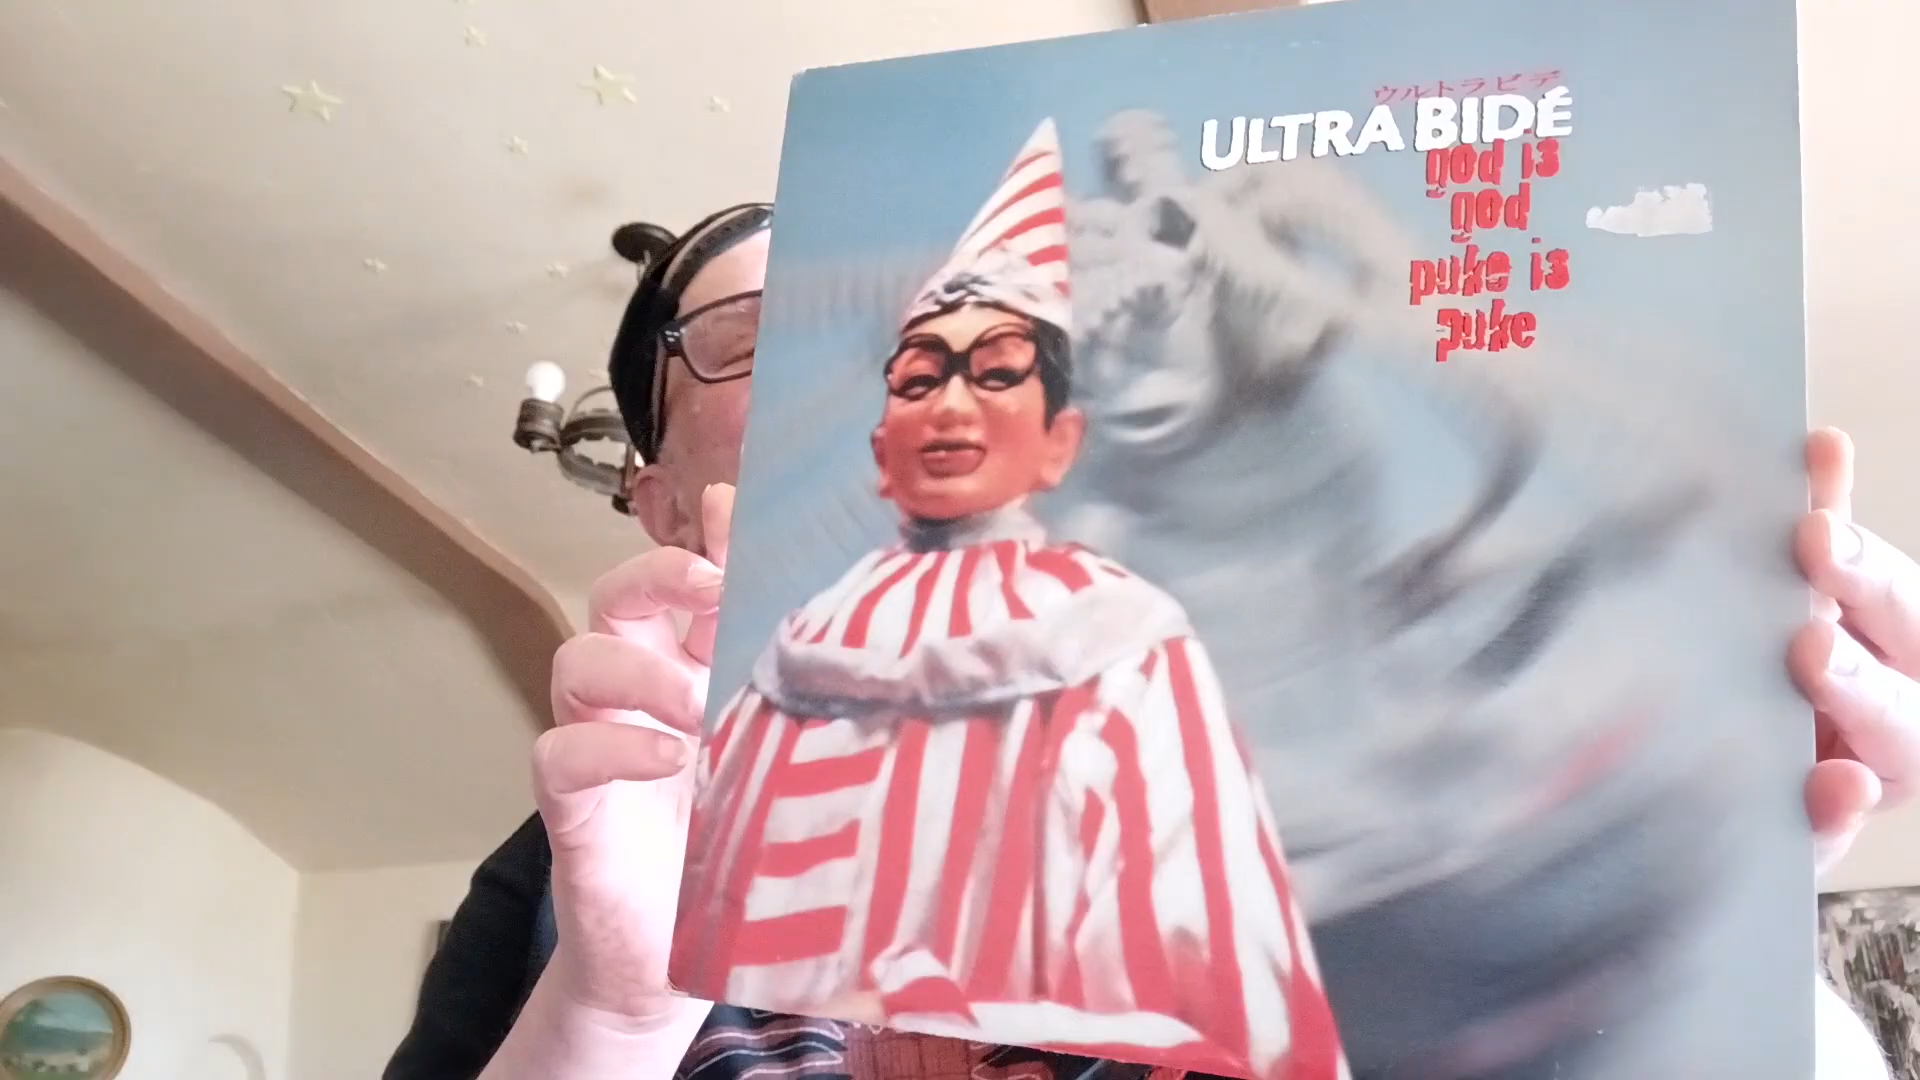 ウルトラビデ
ULTRA BIDÉ
god is
god
puke is
puke